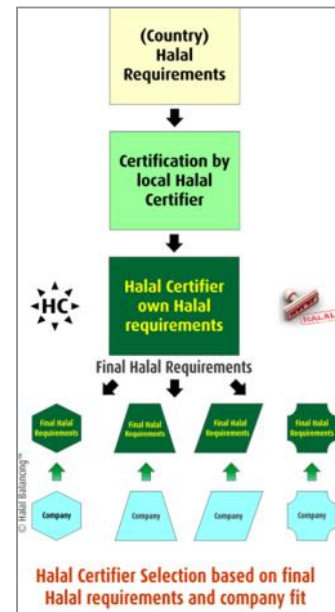 (Country)
Halal
Requirements
Certification by
local Halal
Certifier
HC
Halal Certifier
own Halal
requirements
HALAL
Final Halal Requirements
Final Halal
Requirements
Final Halal
Requirements
Final Halal
Requirements
Final Halal
Requirements
Company
Company
Company
Company
© Halal Balancing™
Halal Certifier Selection based on final
Halal requirements and company fit